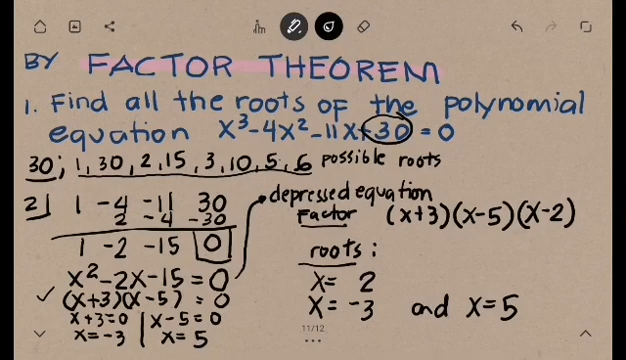 BY FACTOR THEOREM
1. Find all the roots of the polynomial
equation x³-4x²-11x+30=0
30; 1, 30, 2, 15, 3, 10, 5, 6 possible roots
2| 1 -4 -11 30
2 -4 -30
1 -2 -15 0
x²-2x-15=0
✓ (x+3)(x-5) = 0
x+3=0 | x-5=0
x=-3 | x=5
depressed equation
Factor (x+3)(x-5)(x-2)
roots:
x= 2
x= -3 and x=5
11/12